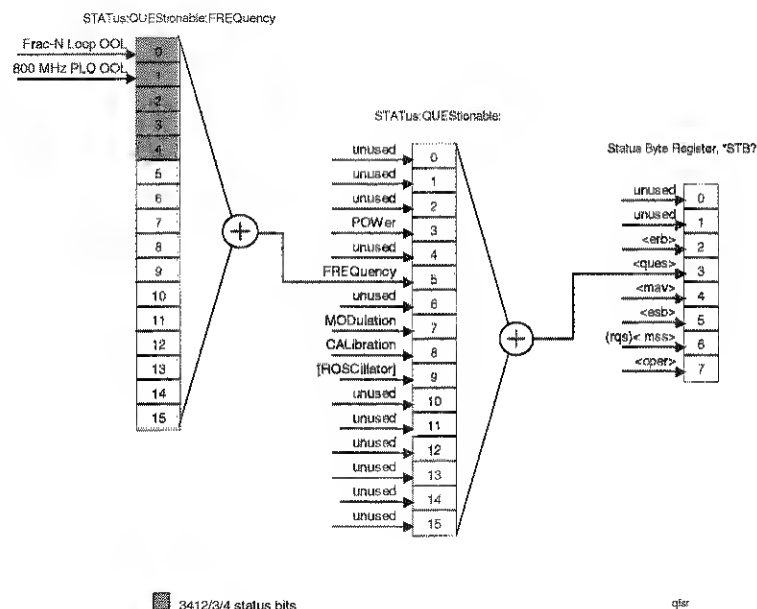 STATus:QUEStionable:FREQuency
Frac-N Loop OOL
800 MHz PLO OOL
0
1
2
3
4
5
6
7
8
9
10
11
12
13
14
15
STATus:QUEStionable:
unused 0
unused 1
unused 2
POWer 3
unused 4
FREQuency 5
unused 6
MODulation 7
CALibration 8
[ROSCillator] 9
unused 10
unused 11
unused 12
unused 13
unused 14
unused 15
Status Byte Register, *STB?
unused 0
unused 1
<erb> 2
<ques> 3
<mav> 4
<esb> 5
(rqs)< mss> 6
<oper> 7
3412/3/4 status bits